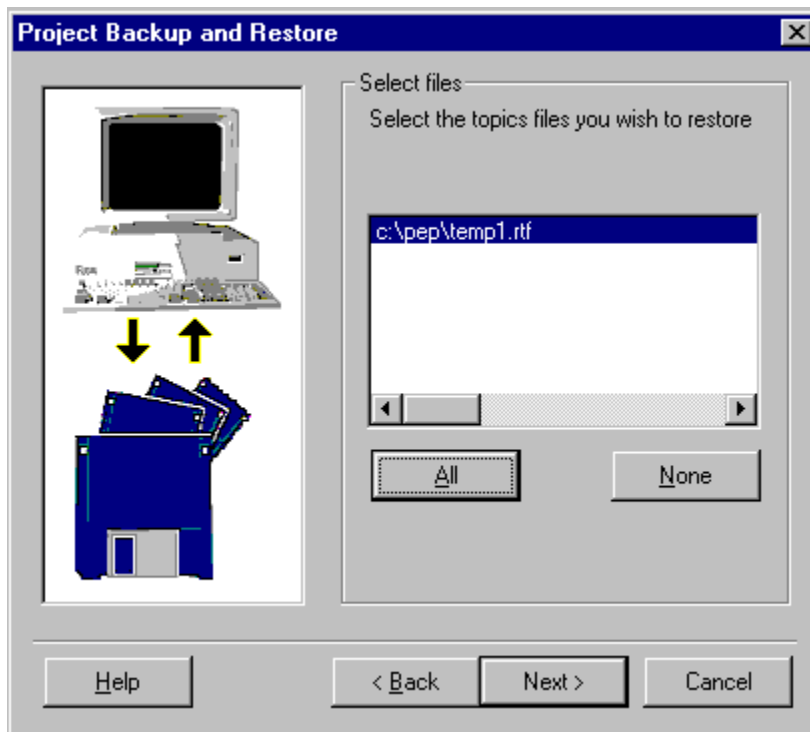 Project Backup and Restore
Select files
Select the topics files you wish to restore
c:\pep\temp1.rtf
All
None
Help
< Back
Next >
Cancel